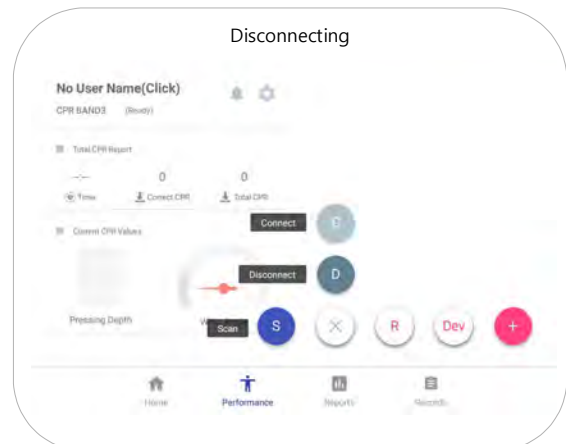 Disconnecting
No User Name(Click)
CPR BAND3 (Ready)
Total CPR Report
--:-- 0 0
Time Correct CPR Total CPR
Connect C
Current CPR Values
Disconnect D
Pressing Depth
Scan S R Dev +
Home Performance Reports Records